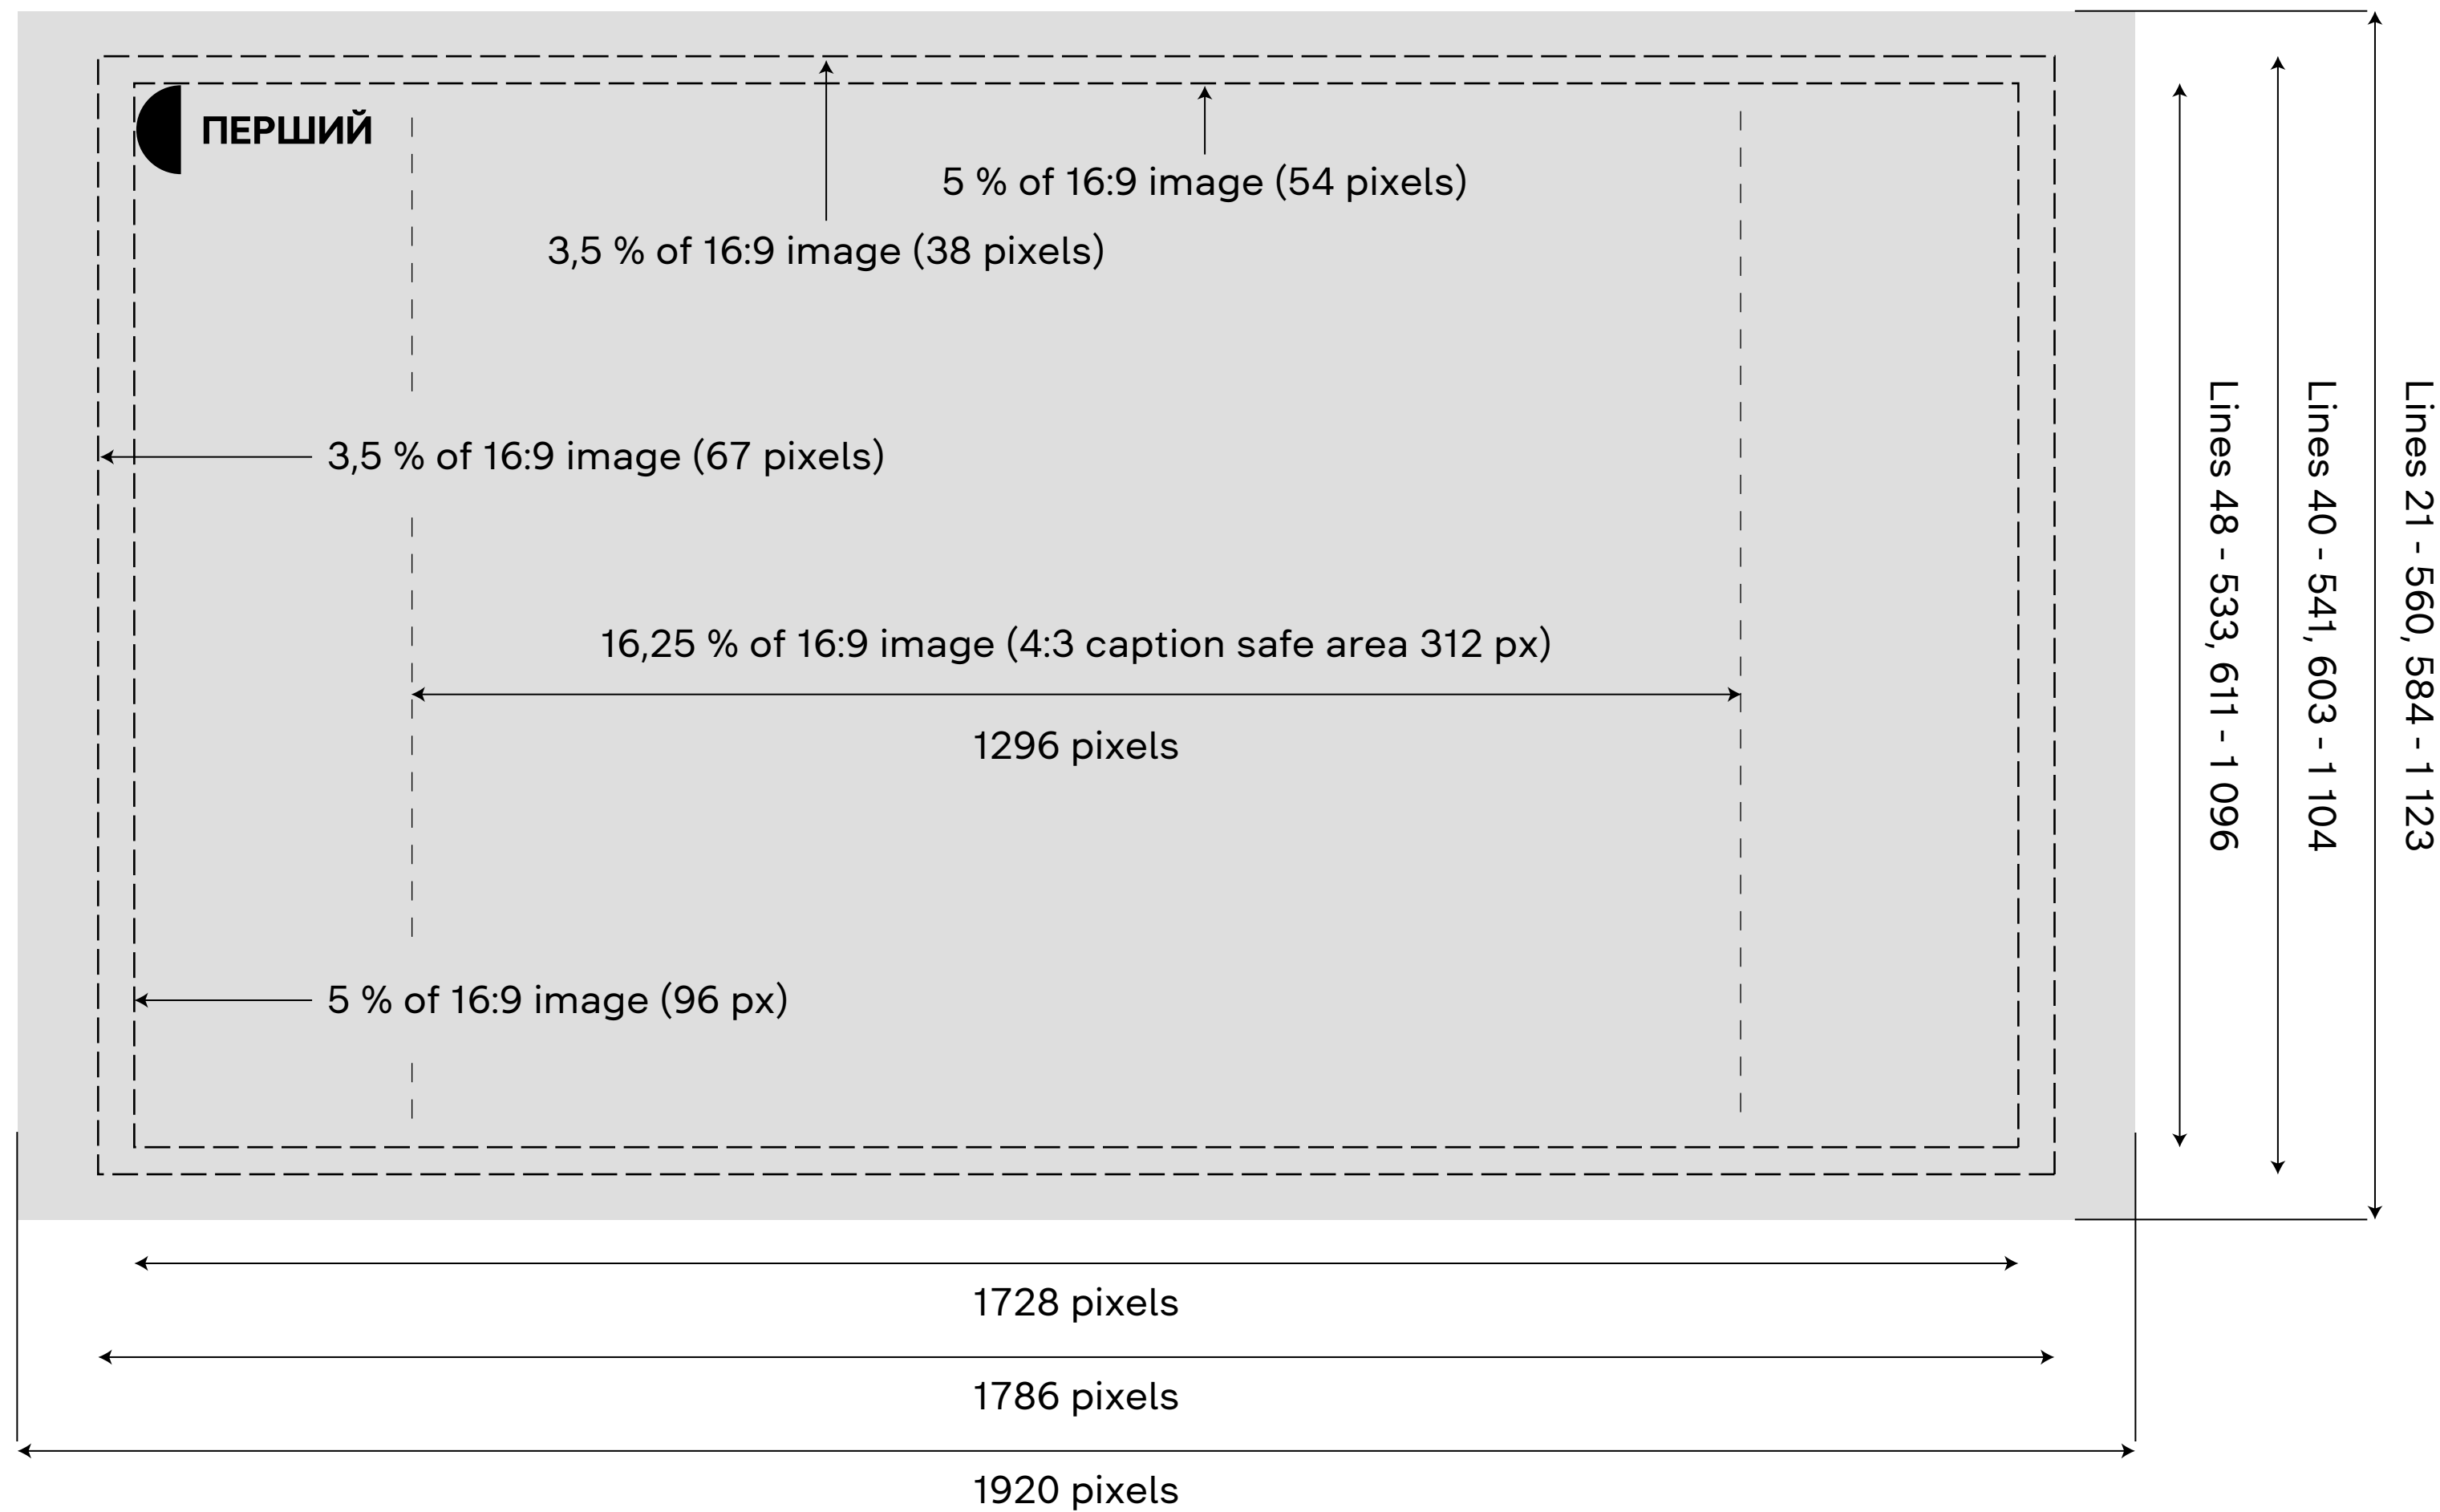 ПЕРШИЙ
5 % of 16:9 image (54 pixels)
3,5 % of 16:9 image (38 pixels)
3,5 % of 16:9 image (67 pixels)
16,25 % of 16:9 image (4:3 caption safe area 312 px)
1296 pixels
5 % of 16:9 image (96 px)
Lines 48 - 533, 611 - 1 096
Lines 40 - 541, 603 - 1 104
Lines 21 - 560, 584 - 1 123
1728 pixels
1786 pixels
1920 pixels